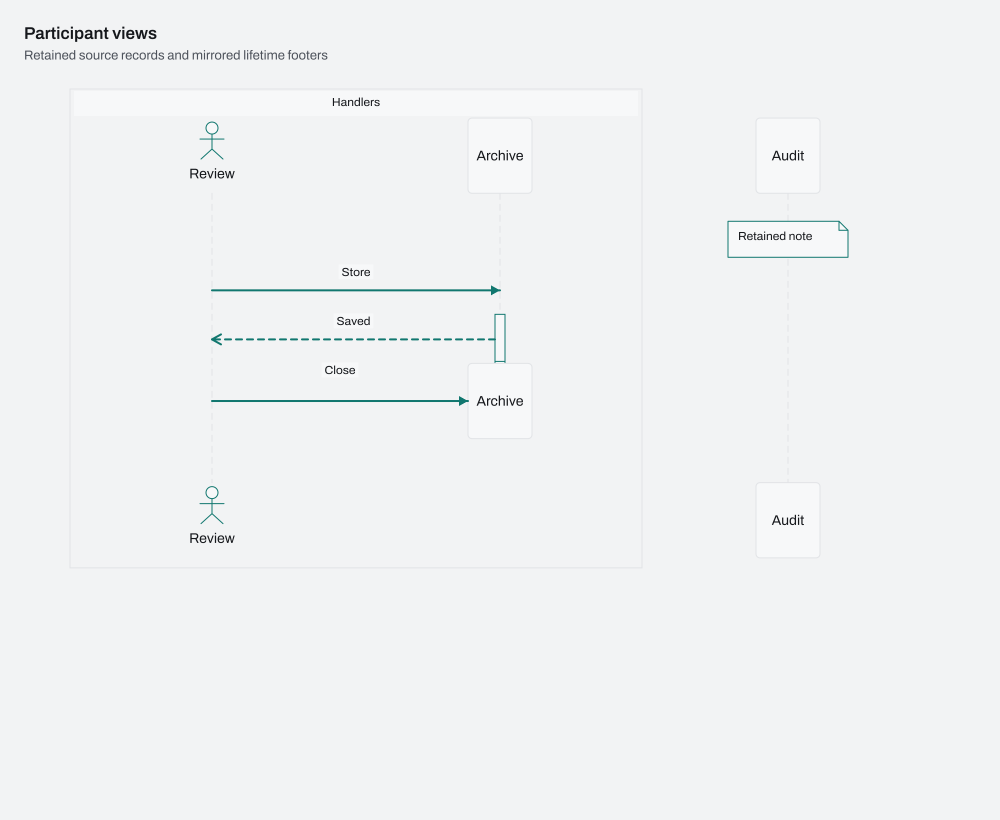 Participant views
Retained source records and mirrored lifetime footers
Handlers
Review
Archive
Audit
Retained note
Store
Saved
Close
Archive
Review
Audit